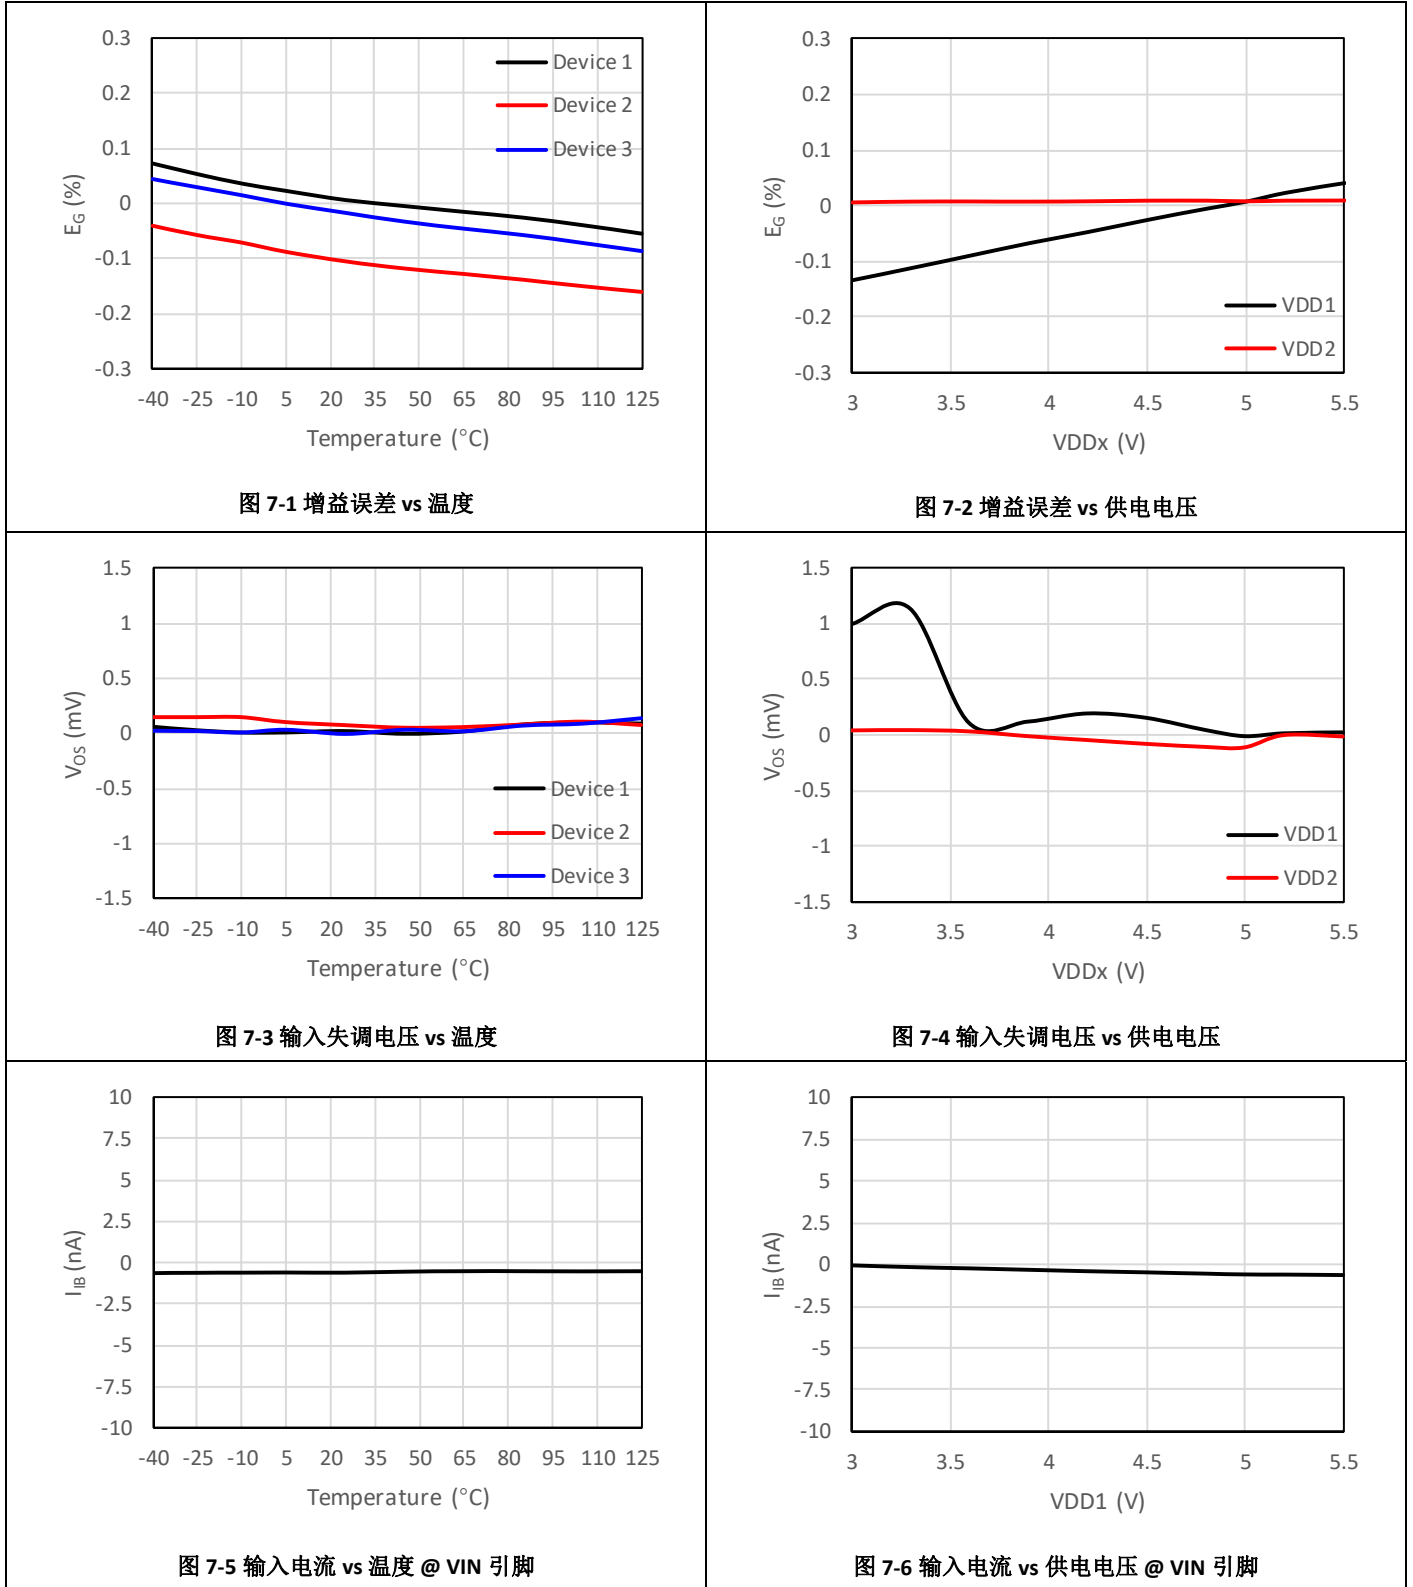 0.3
0.2
0.1
0
-0.1
-0.2
-0.3
E_G (%)
Device 1
Device 2
Device 3
-40 -25 -10 5 20 35 50 65 80 95 110 125
Temperature (°C)
图 7-1 增益误差 vs 温度
0.3
0.2
0.1
0
-0.1
-0.2
-0.3
E_G (%)
VDD1
VDD2
3 3.5 4 4.5 5 5.5
VDDx (V)
图 7-2 增益误差 vs 供电电压
1.5
1
0.5
0
-0.5
-1
-1.5
V_OS (mV)
Device 1
Device 2
Device 3
-40 -25 -10 5 20 35 50 65 80 95 110 125
Temperature (°C)
图 7-3 输入失调电压 vs 温度
1.5
1
0.5
0
-0.5
-1
-1.5
V_OS (mV)
VDD1
VDD2
3 3.5 4 4.5 5 5.5
VDDx (V)
图 7-4 输入失调电压 vs 供电电压
10
7.5
5
2.5
0
-2.5
-5
-7.5
-10
I_IB (nA)
-40 -25 -10 5 20 35 50 65 80 95 110 125
Temperature (°C)
图 7-5 输入电流 vs 温度 @ VIN 引脚
10
7.5
5
2.5
0
-2.5
-5
-7.5
-10
I_IB (nA)
3 3.5 4 4.5 5 5.5
VDD1 (V)
图 7-6 输入电流 vs 供电电压 @ VIN 引脚